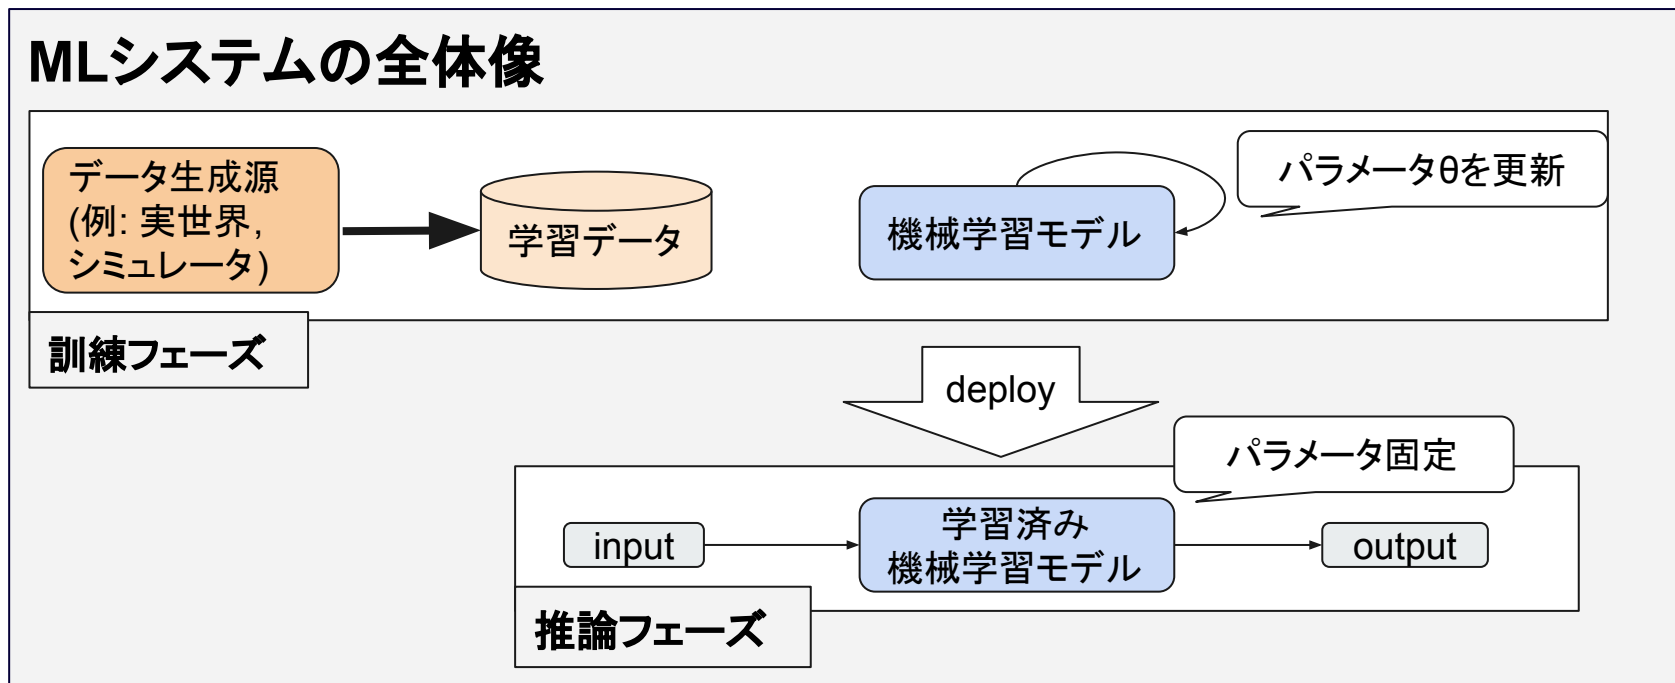 MLシステムの全体像
データ生成源
(例: 実世界,
シミュレータ)
学習データ
機械学習モデル
パラメータθを更新
訓練フェーズ
deploy
パラメータ固定
input
学習済み
機械学習モデル
output
推論フェーズ